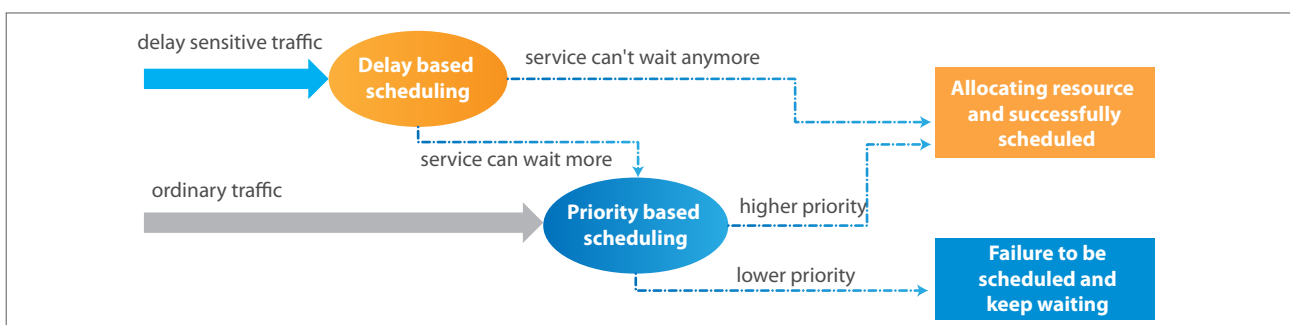 delay sensitive traffic
Delay based
scheduling
service can't wait anymore
Allocating resource
and successfully
scheduled
service can wait more
ordinary traffic
Priority based
scheduling
higher priority
lower priority
Failure to be
scheduled and
keep waiting